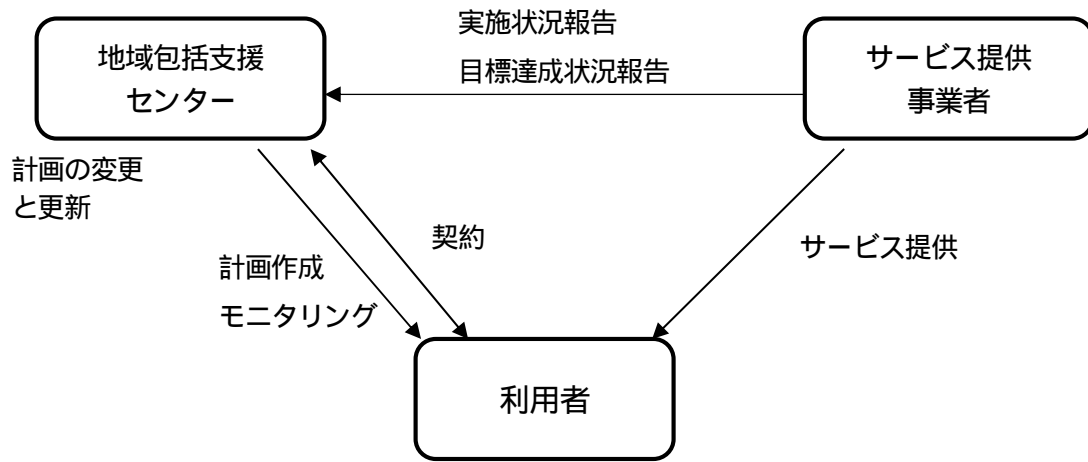 実施状況報告
目標達成状況報告
地域包括支援
センター
サービス提供
事業者
計画の変更
と更新
契約
サービス提供
計画作成
モニタリング
利用者